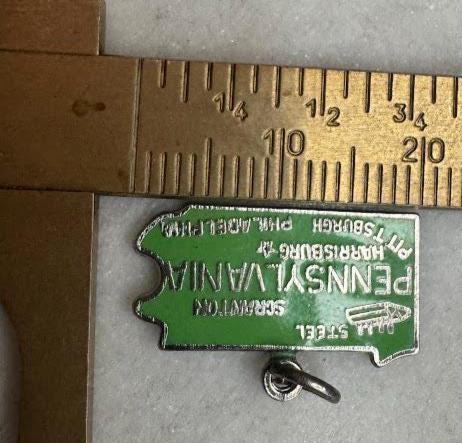 1/4 1/2 3/4
10 20
PITTSBURGH PHILADELPHIA
HARRISBURG
PENNSYLVANIA
SCRANTON
STEEL